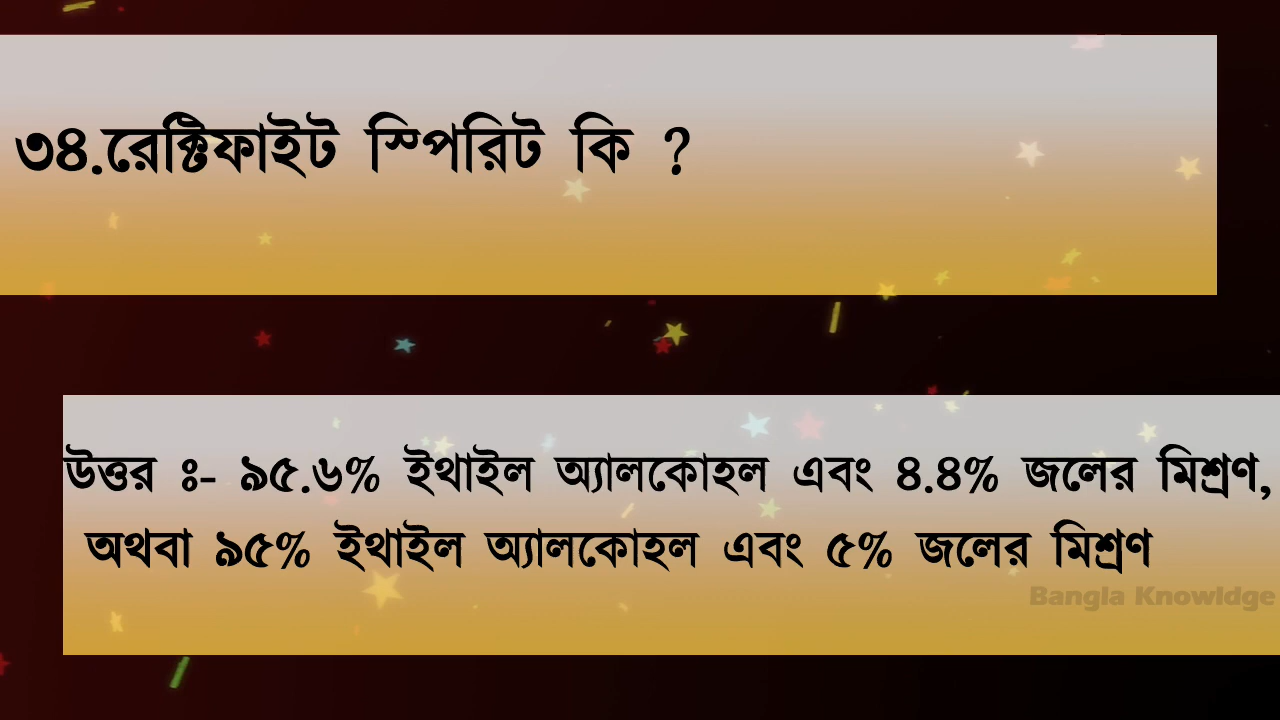 ৩৪.রেক্টিফাইট স্পিরিট কি ?
উত্তর ঃ- ৯৫.৬% ইথাইল অ্যালকোহল এবং ৪.৪% জলের মিশ্রণ,
অথবা ৯৫% ইথাইল অ্যালকোহল এবং ৫% জলের মিশ্রণ
Bangla Knowldge